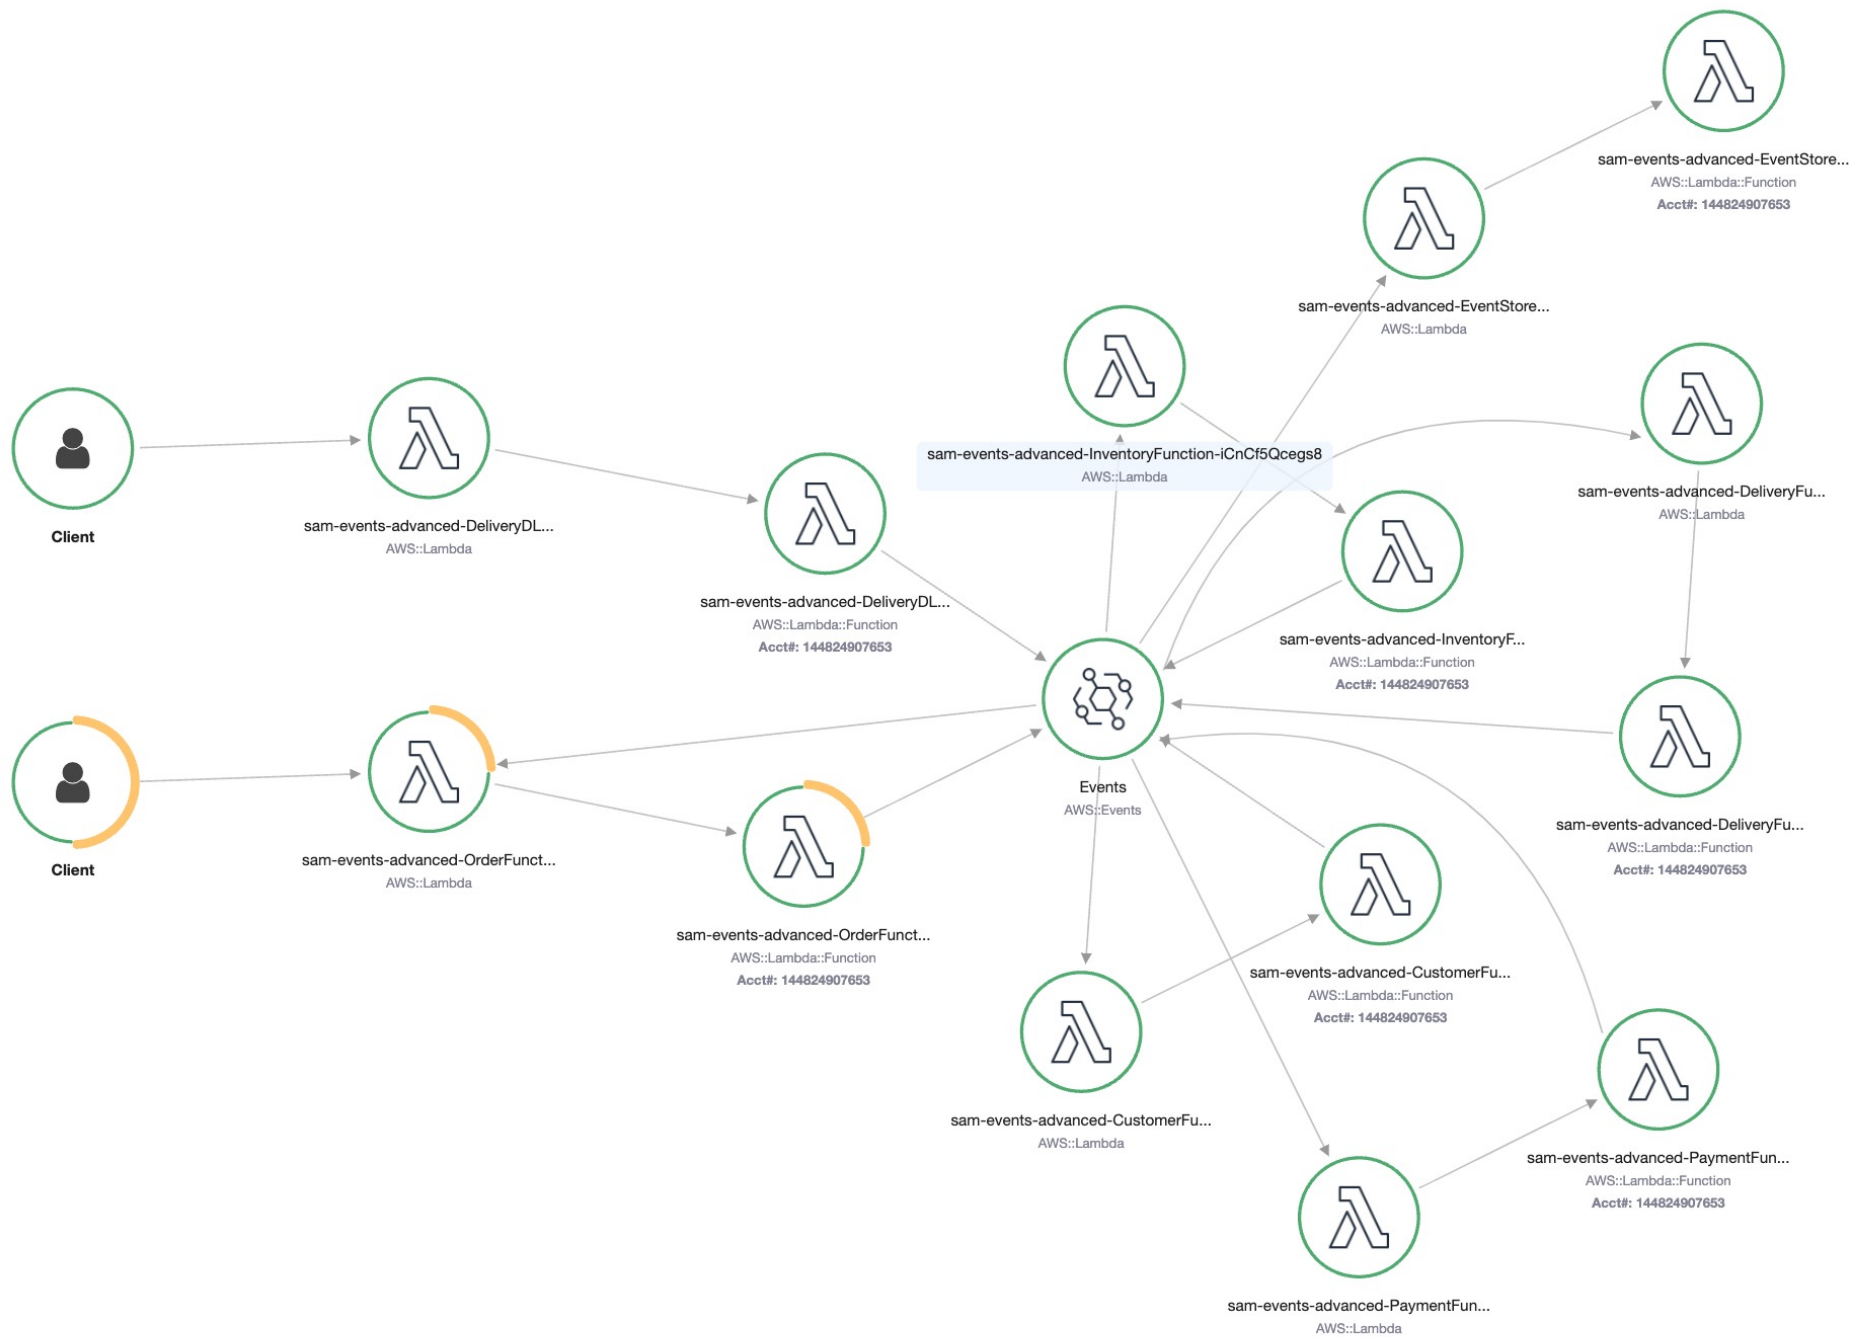 sam-events-advanced-EventStore...
AWS::Lambda::Function
Acct#: 144824907653
sam-events-advanced-EventStore...
AWS::Lambda
sam-events-advanced-InventoryFunction-iCnCf5Qcegs8
AWS::Lambda
sam-events-advanced-DeliveryFu...
AWS::Lambda
Client
sam-events-advanced-DeliveryDL...
AWS::Lambda
sam-events-advanced-DeliveryDL...
AWS::Lambda::Function
Acct#: 144824907653
sam-events-advanced-InventoryF...
AWS::Lambda::Function
Acct#: 144824907653
Events
AWS::Events
sam-events-advanced-DeliveryFu...
AWS::Lambda::Function
Acct#: 144824907653
Client
sam-events-advanced-OrderFunct...
AWS::Lambda
sam-events-advanced-OrderFunct...
AWS::Lambda::Function
Acct#: 144824907653
sam-events-advanced-CustomerFu...
AWS::Lambda::Function
Acct#: 144824907653
sam-events-advanced-CustomerFu...
AWS::Lambda
sam-events-advanced-PaymentFun...
AWS::Lambda::Function
Acct#: 144824907653
sam-events-advanced-PaymentFun...
AWS::Lambda